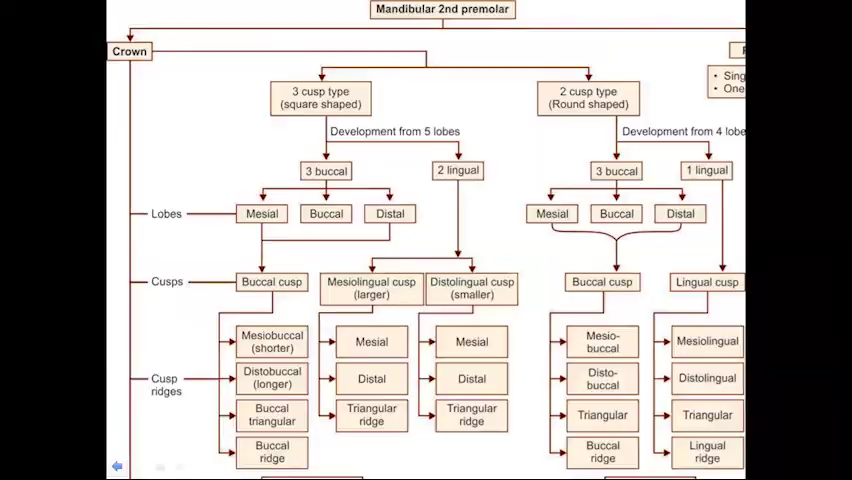 Mandibular 2nd premolar
Crown
3 cusp type
(square shaped)
2 cusp type
(Round shaped)
• Sing
• One
Development from 5 lobes
Development from 4 lobe
3 buccal
2 lingual
3 buccal
1 lingual
Lobes
Mesial
Buccal
Distal
Mesial
Buccal
Distal
Cusps
Buccal cusp
Mesiolingual cusp
(larger)
Distolingual cusp
(smaller)
Buccal cusp
Lingual cusp
Cusp
ridges
Mesiobuccal
(shorter)
Mesial
Mesial
Mesio-
buccal
Mesiolingual
Distobuccal
(longer)
Distal
Distal
Disto-
buccal
Distolingual
Buccal
triangular
Triangular
ridge
Triangular
ridge
Triangular
Triangular
Buccal
ridge
Buccal
ridge
Lingual
ridge